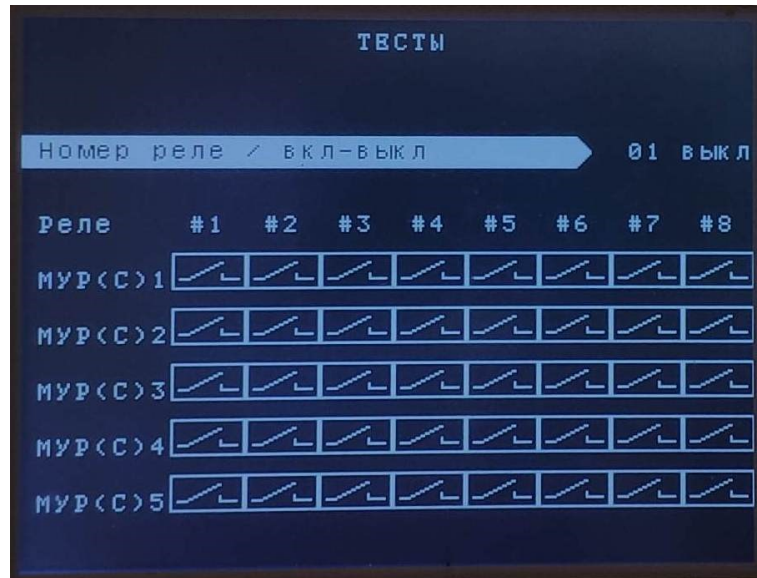 ТЕСТЫ
Номер реле / вкл-выкл 01 выкл
Реле #1 #2 #3 #4 #5 #6 #7 #8
МУР(С)1
МУР(С)2
МУР(С)3
МУР(С)4
МУР(С)5